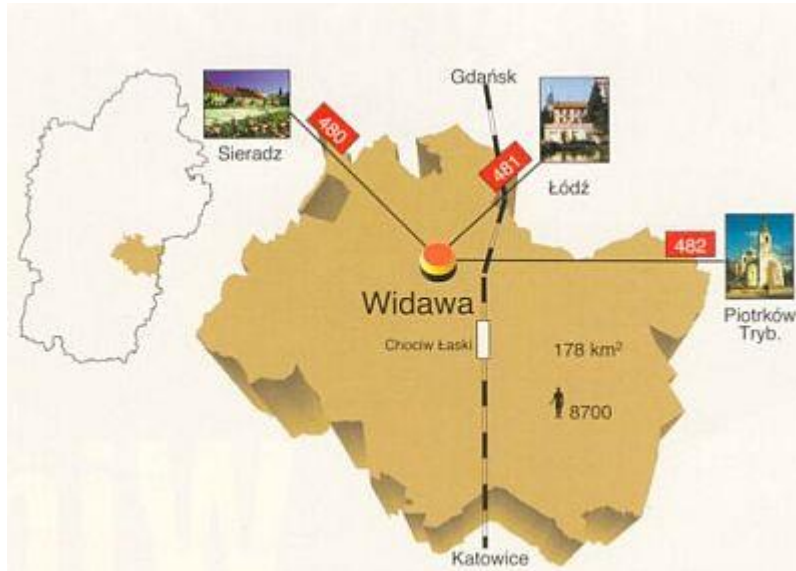 Gdańsk
480
Sieradz
481
Łódź
482
Widawa
Piotrków
Tryb.
Chociw Łaski
178 km²
8700
Katowice